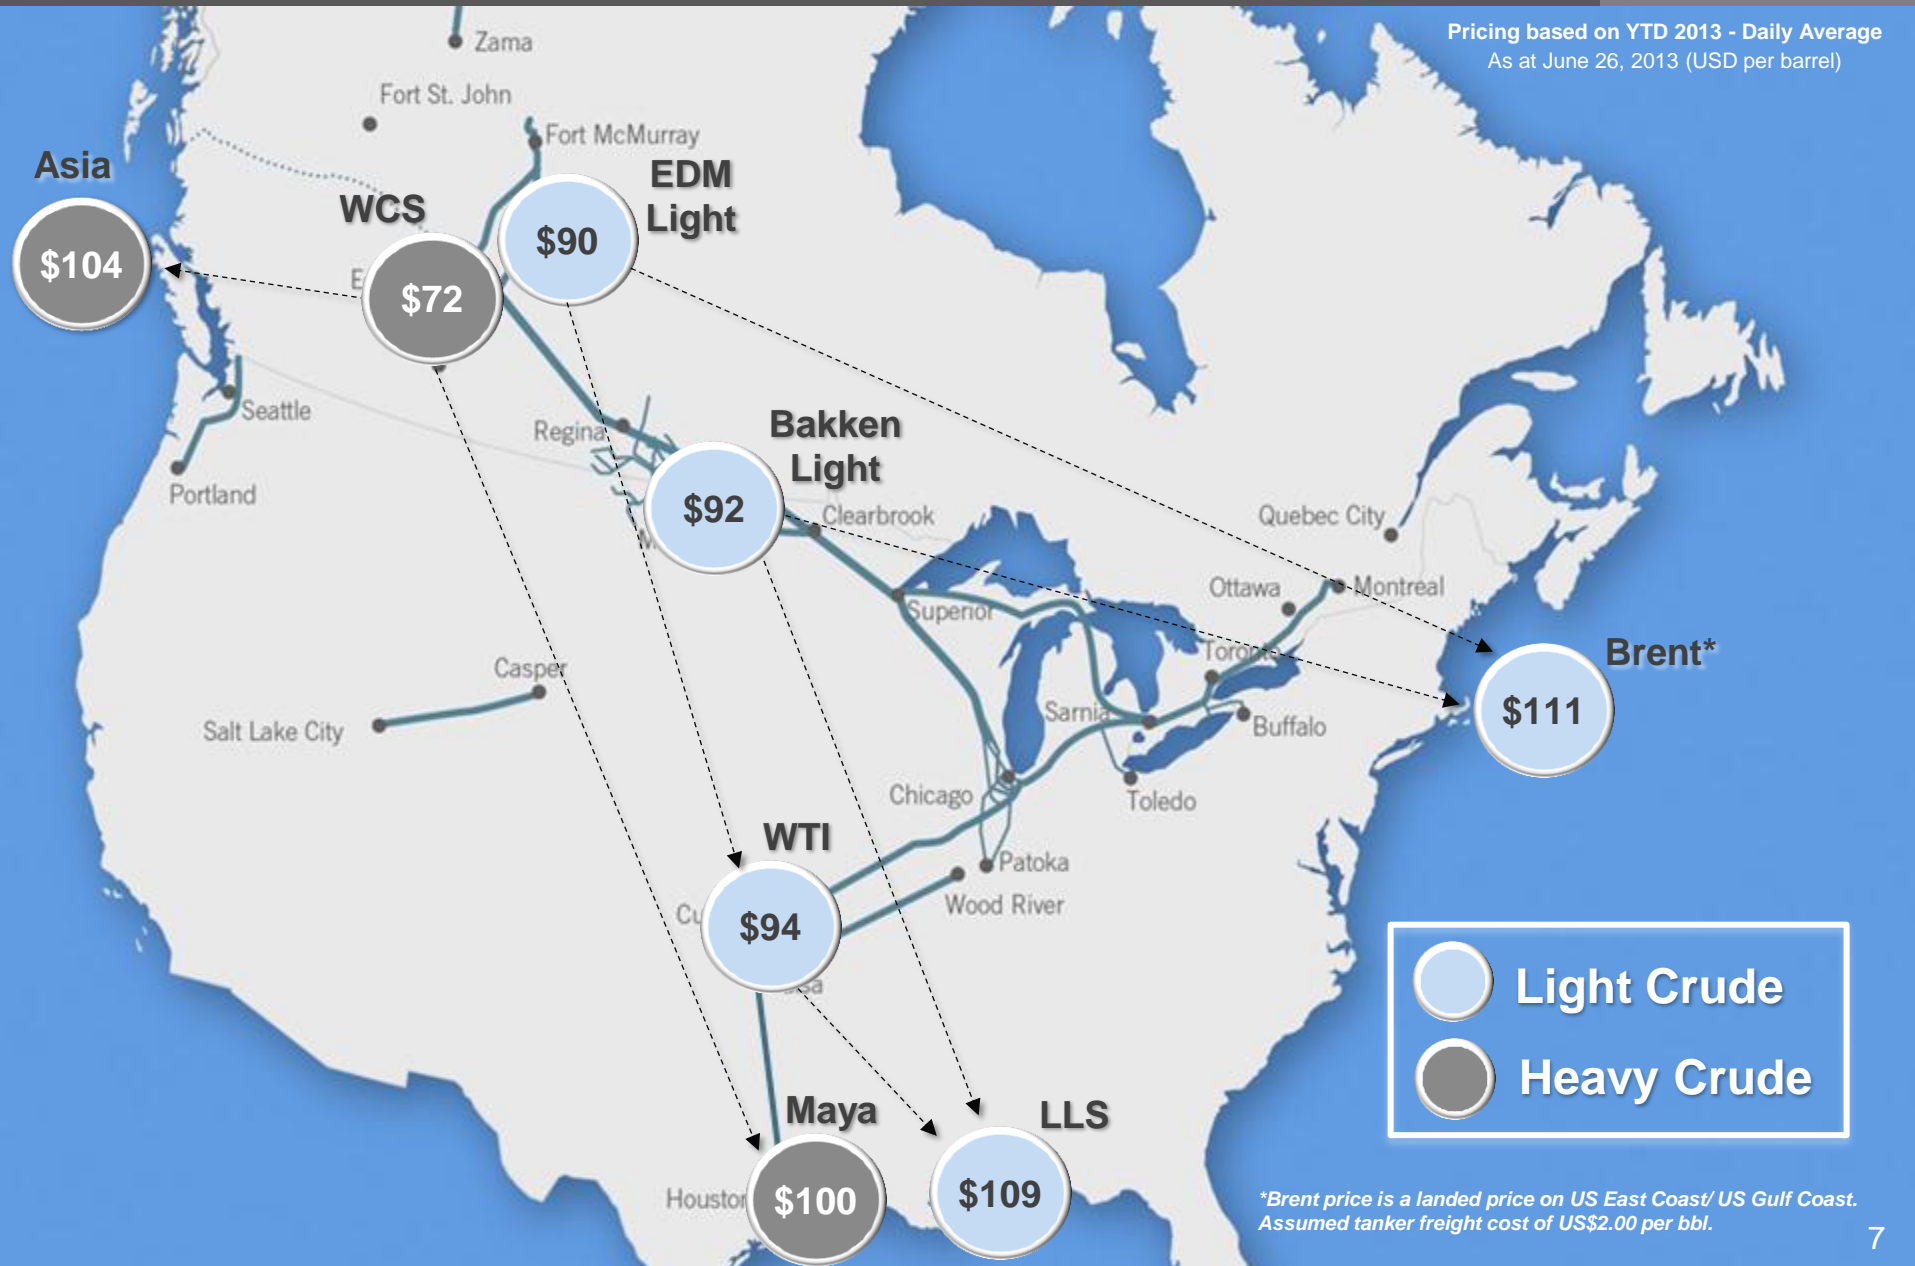 Pricing based on YTD 2013 - Daily Average
As at June 26, 2013 (USD per barrel)
Zama
Fort St. John
Fort McMurray
Asia
$104
WCS
$72
EDM
Light
$90
Seattle
Portland
Regina
Bakken
Light
$92
Clearbrook
Superior
Quebec City
Ottawa
Montreal
Toronto
Brent*
$111
Casper
Salt Lake City
Sarnia
Buffalo
Chicago
Toledo
WTI
$94
Patoka
Wood River
Light Crude
Heavy Crude
Maya
$100
Houston
LLS
$109
*Brent price is a landed price on US East Coast/ US Gulf Coast.
Assumed tanker freight cost of US$2.00 per bbl.
7